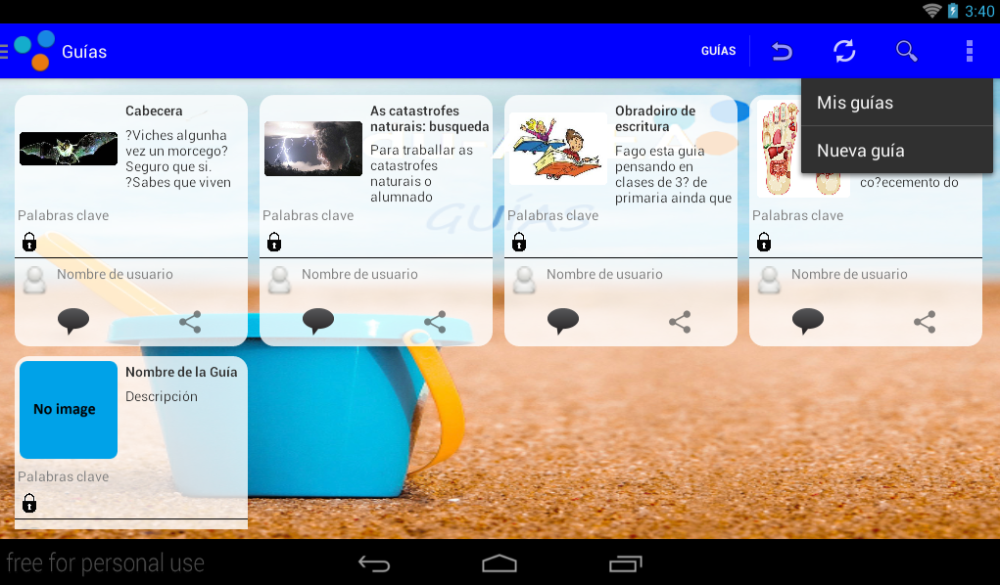 3:40
Guías
GUÍAS
Mis guías
Nueva guía
Cabecera
?Viches algunha
vez un morcego?
Seguro que si.
?Sabes que viven
Palabras clave
Nombre de usuario
As catastrofes
naturais: busqueda
Para traballar as
catastrofes
naturais o
alumnado
Palabras clave
Nombre de usuario
Obradoiro de
escritura
Fago esta guia
pensando en
clases de 3? de
primaria ainda que
Palabras clave
Nombre de usuario
co?ecemento do
Palabras clave
Nombre de usuario
GUÍAS
No image
Nombre de la Guía
Descripción
Palabras clave
free for personal use